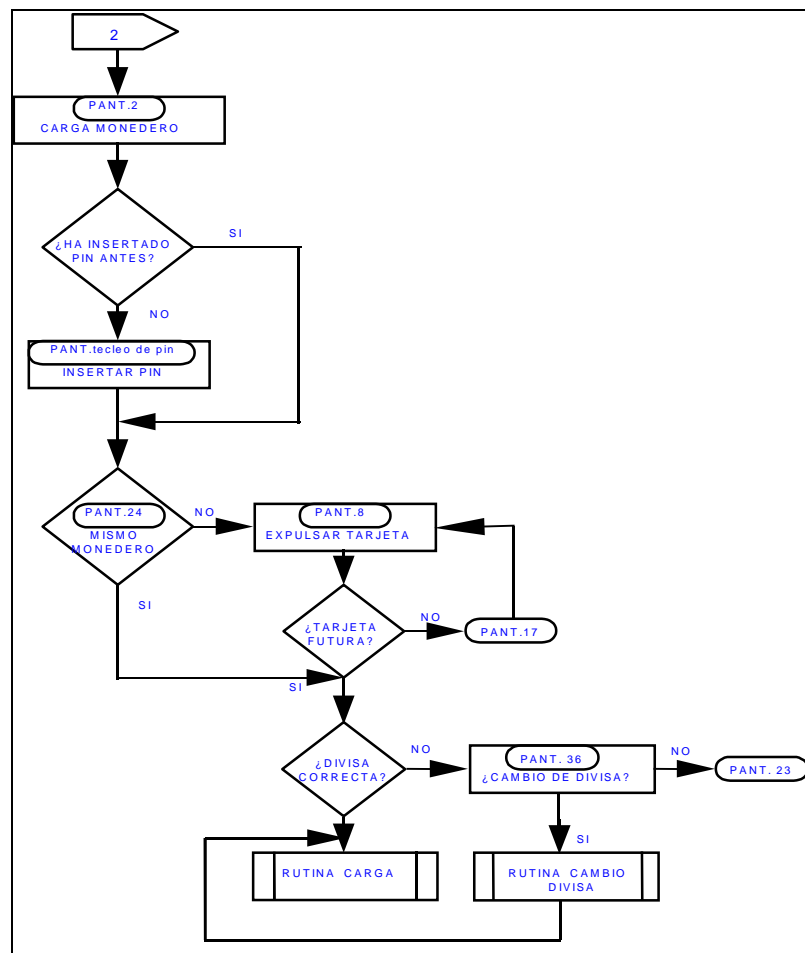 2
PANT.2
CARGA MONEDERO
¿HA INSERTADO
PIN ANTES?
SI
NO
PANT.tecleo de pin
INSERTAR PIN
PANT.24
MISMO
MONEDERO
NO
SI
PANT.8
EXPULSAR TARJETA
¿TARJETA
FUTURA?
NO
PANT.17
SI
¿DIVISA
CORRECTA?
NO
PANT. 36
¿CAMBIO DE DIVISA?
NO
PANT. 23
SI
RUTINA CARGA
RUTINA CAMBIO
DIVISA